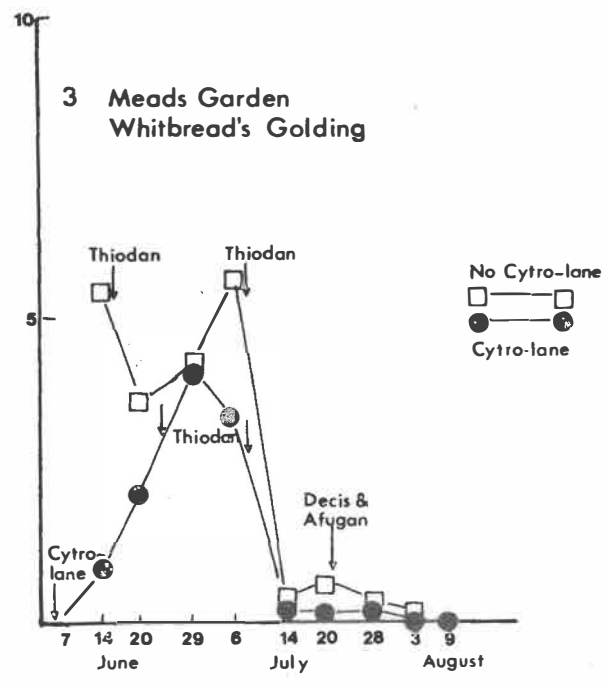 10
3 Meads Garden
Whitbread's Golding
Thiodan
Thiodan
No Cytro-lane
5
Cytro-lane
Thiodan
Decis &
Afugan
Cytro-
lane
7 14 20 29 6 14 20 28 3 9
June July August